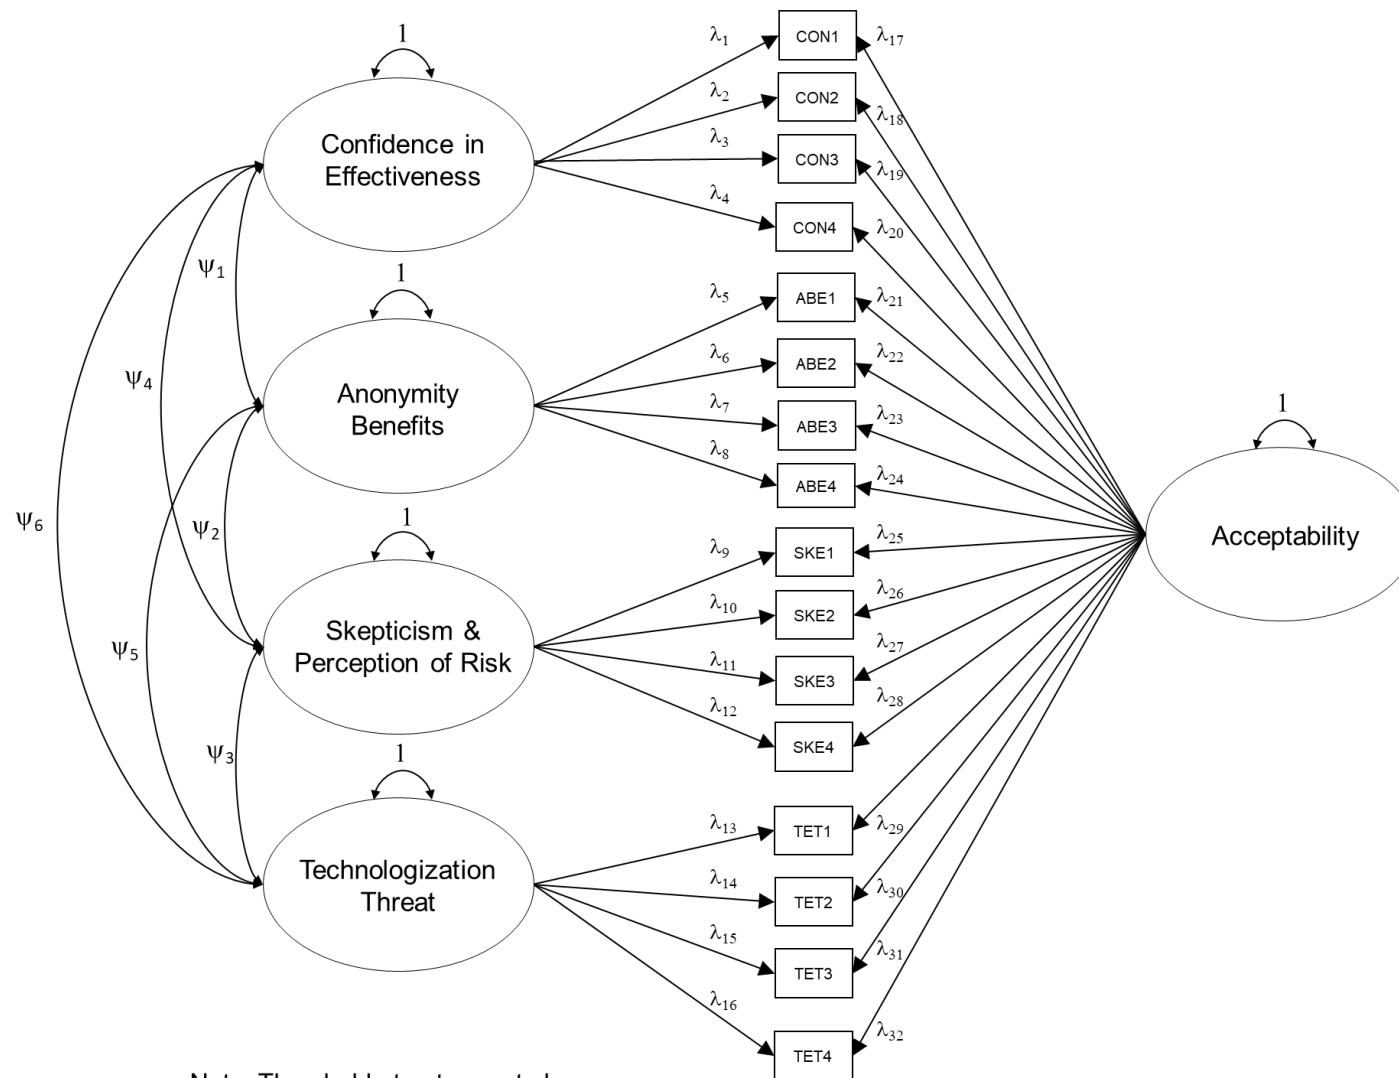 1
Confidence in
Effectiveness
ψ1
ψ4
ψ6
1
Anonymity
Benefits
ψ2
ψ5
1
Skepticism &
Perception of Risk
ψ3
1
Technologization
Threat
λ1
λ2
λ3
λ4
λ5
λ6
λ7
λ8
λ9
λ10
λ11
λ12
λ13
λ14
λ15
λ16
CON1
CON2
CON3
CON4
ABE1
ABE2
ABE3
ABE4
SKE1
SKE2
SKE3
SKE4
TET1
TET2
TET3
TET4
λ17
λ18
λ19
λ20
λ21
λ22
λ23
λ24
λ25
λ26
λ27
λ28
λ29
λ30
λ31
λ32
1
Acceptability